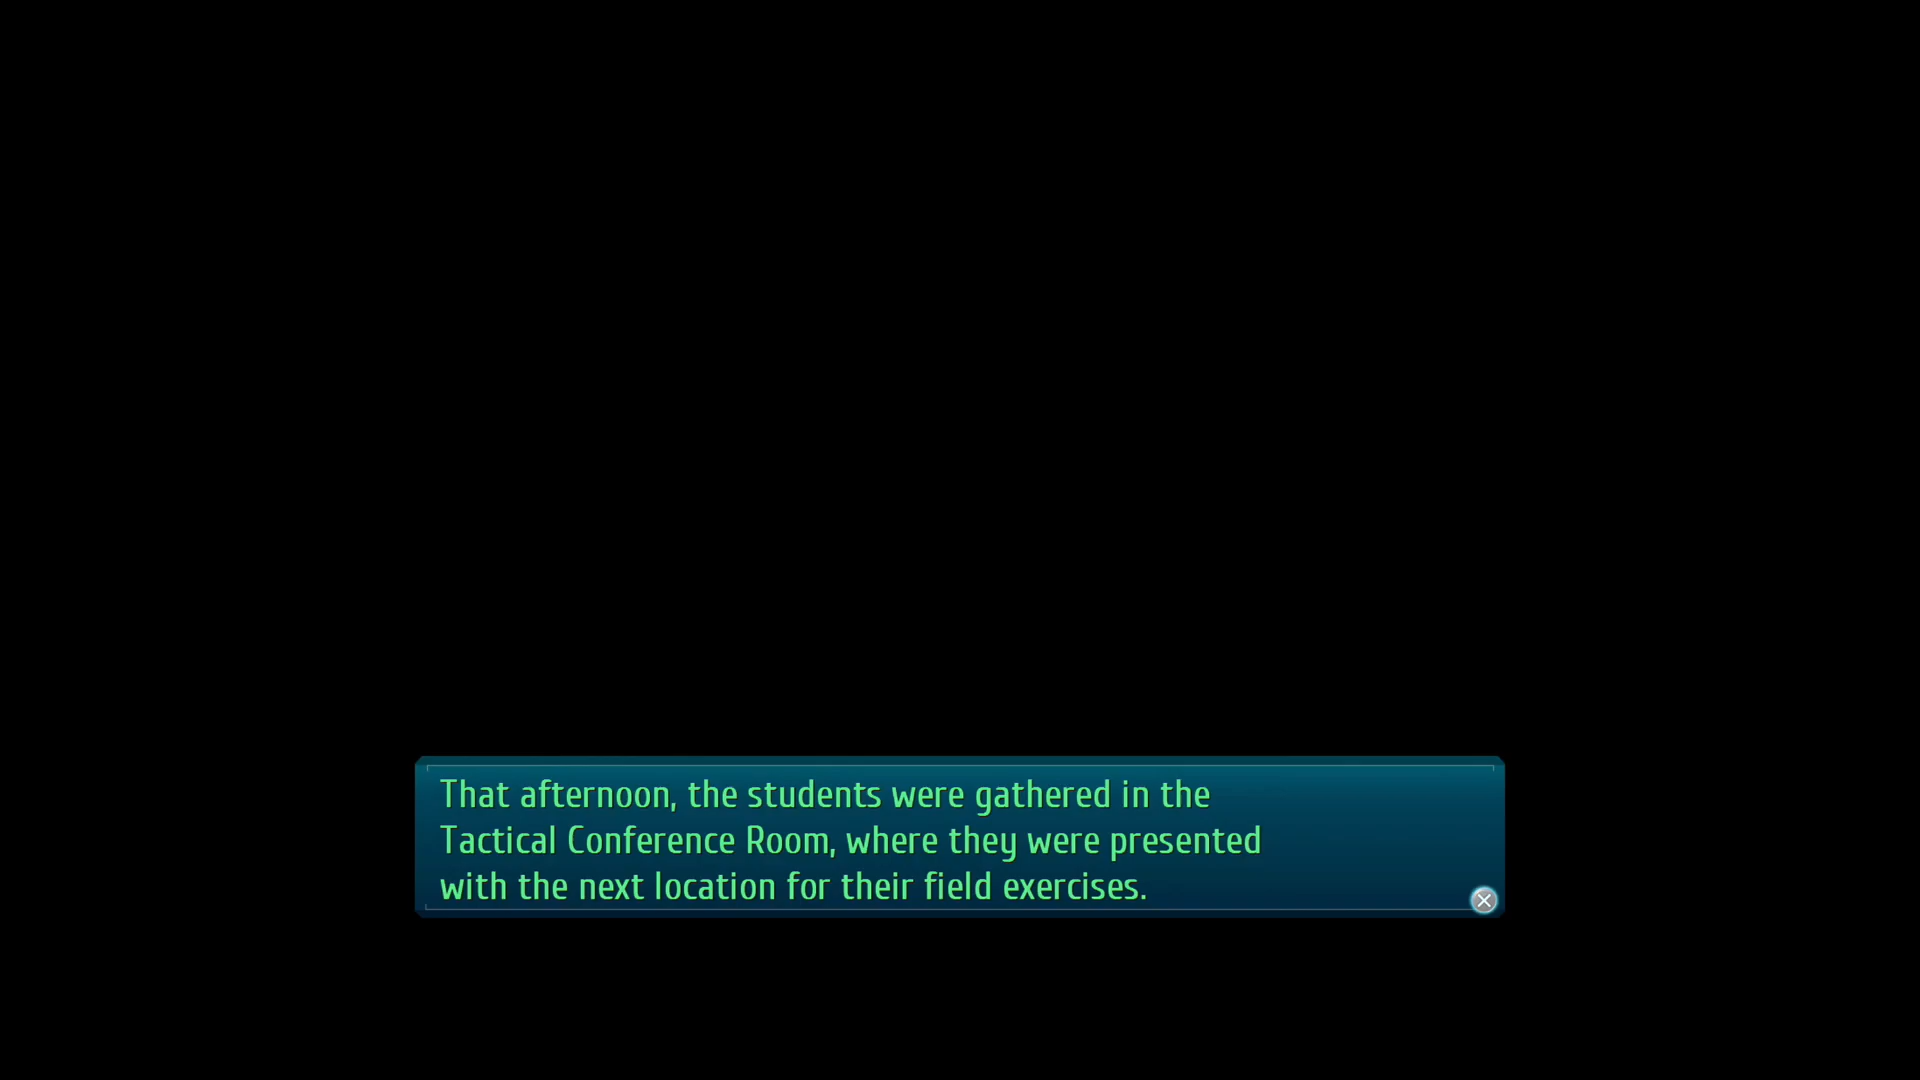 That afternoon, the students were gathered in the
Tactical Conference Room, where they were presented
with the next location for their field exercises.